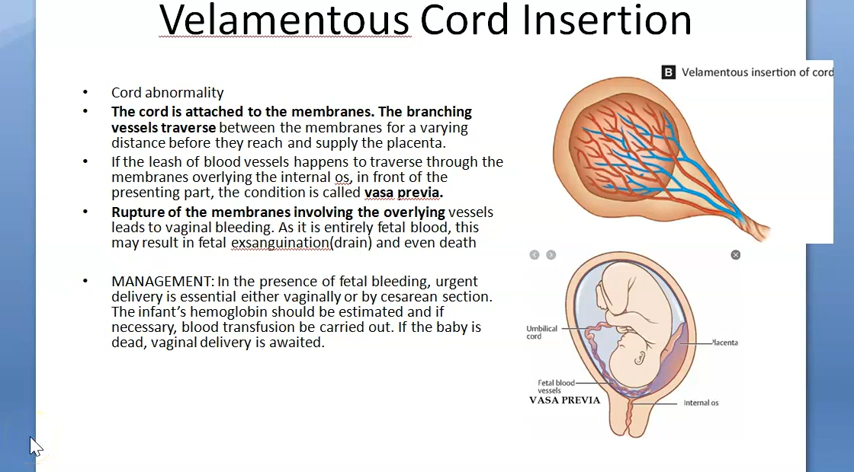 Velamentous Cord Insertion
• Cord abnormality
• The cord is attached to the membranes. The branching
vessels traverse between the membranes for a varying
distance before they reach and supply the placenta.
• If the leash of blood vessels happens to traverse through the
membranes overlying the internal os, in front of the
presenting part, the condition is called vasa previa.
• Rupture of the membranes involving the overlying vessels
leads to vaginal bleeding. As it is entirely fetal blood, this
may result in fetal exsanguination(drain) and even death
• MANAGEMENT: In the presence of fetal bleeding, urgent
delivery is essential either vaginally or by cesarean section.
The infant's hemoglobin should be estimated and if
necessary, blood transfusion be carried out. If the baby is
dead, vaginal delivery is awaited.
B Velamentous insertion of cord
Umbilical
cord
Placenta
Fetal blood
vessels
VASA PREVIA
Internal os